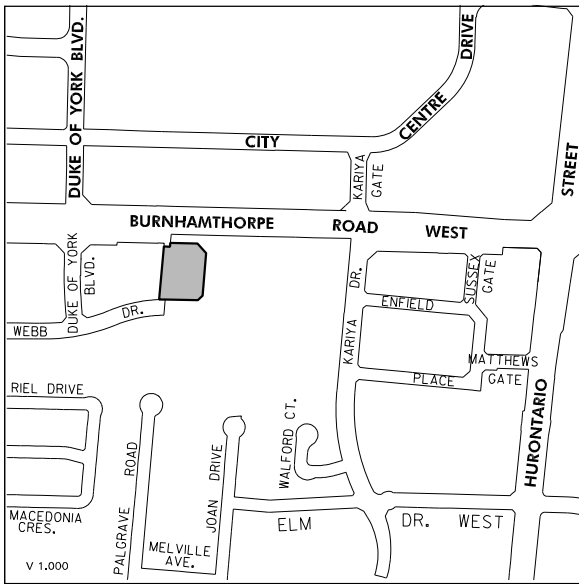 DUKE OF YORK BLVD.
DRIVE
CENTRE
CITY
STREET
KARIYA
GATE
BURNHAMTHORPE ROAD WEST
DUKE OF YORK
BLVD.
DR.
SUSSEX
GATE
ENFIELD
WEBB
DR.
KARIYA
MATTHEWS
GATE
PLACE
RIEL DRIVE
HURONTARIO
WALFORD CT.
PALGRAVE ROAD
JOAN DRIVE
MACEDONIA
CRES.
ELM DR. WEST
MELVILLE
AVE.
V 1.000